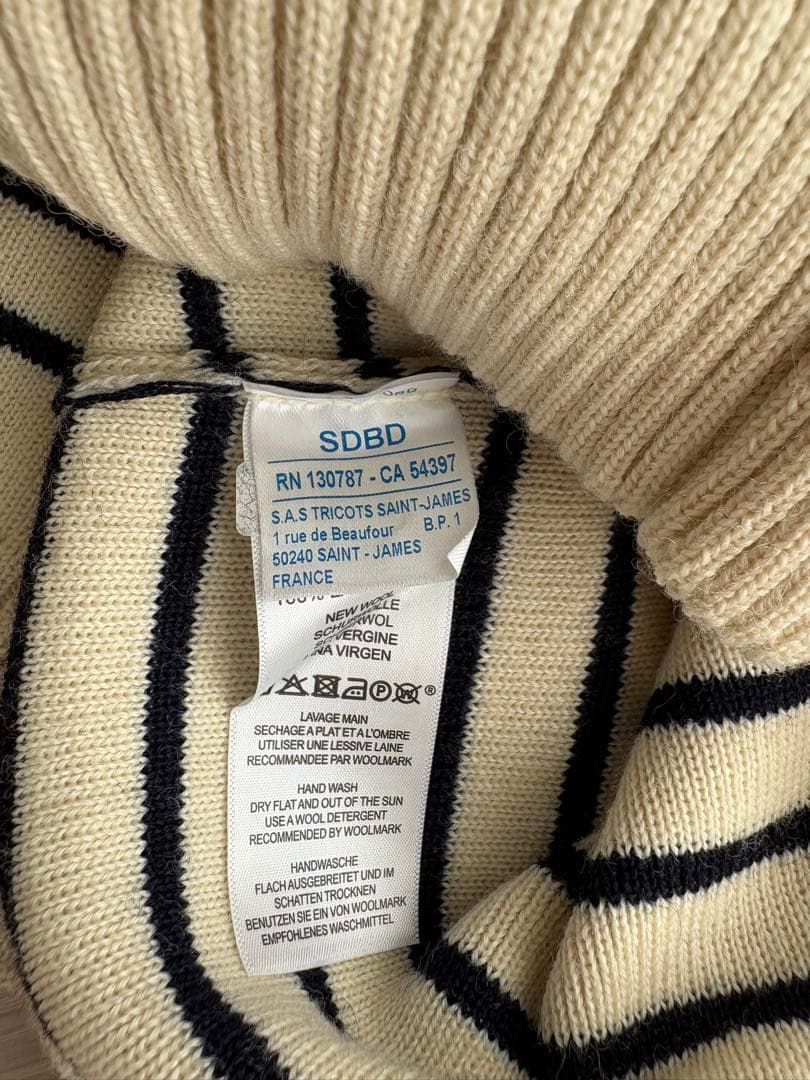 SDBD
RN 130787 - CA 54397
S.A.S TRICOTS SAINT-JAMES
1 rue de Beaufour B.P. 1
50240 SAINT - JAMES
FRANCE
100%
NEW WOOL
VIRGEN
LAVAGE MAIN
SECHAGE A PLAT ET A L'OMBRE
UTILISER UNE LESSIVE LAINE
RECOMMANDEE PAR WOOLMARK
HAND WASH
DRY FLAT AND OUT OF THE SUN
USE A WOOL DETERGENT
RECOMMENDED BY WOOLMARK
HANDWASCHE
FLACH AUSGEBREITET UND IM
SCHATTEN TROCKNEN
BENUTZEN SIE EIN VON WOOLMARK
EMPFOHLENES WASCHMITTEL